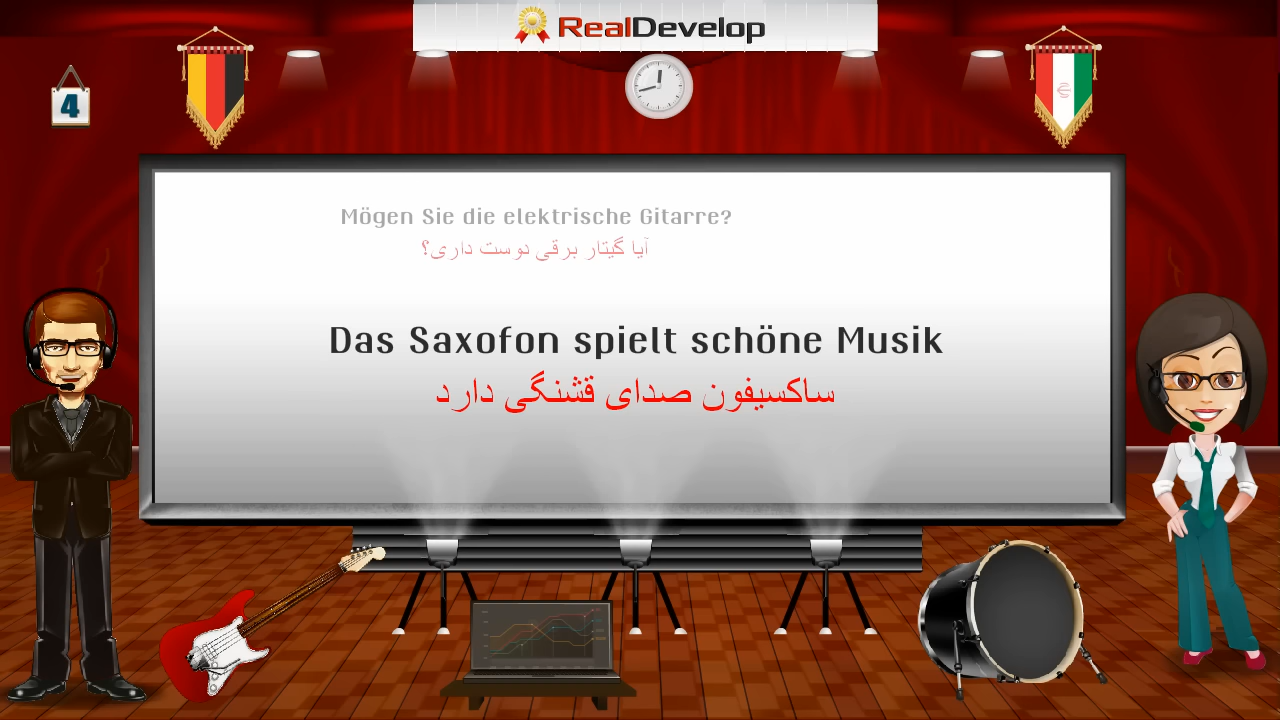 RealDevelop
4
Mögen Sie die elektrische Gitarre?
آیا گیتار برقی دوست داری؟
Das Saxofon spielt schöne Musik
ساکسیفون صدای قشنگی دارد